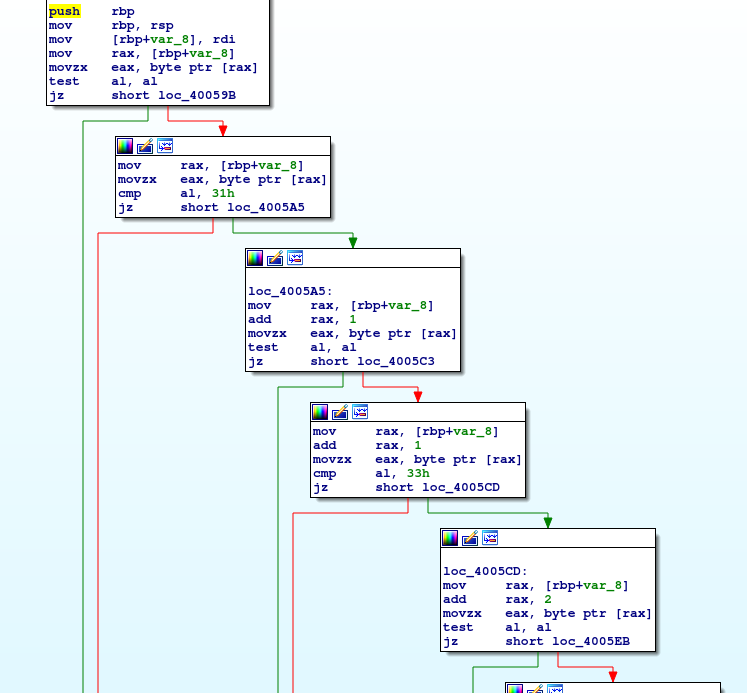 push rbp
mov rbp, rsp
mov [rbp+var_8], rdi
mov rax, [rbp+var_8]
movzx eax, byte ptr [rax]
test al, al
jz short loc_40059B
mov rax, [rbp+var_8]
movzx eax, byte ptr [rax]
cmp al, 31h
jz short loc_4005A5
loc_4005A5:
mov rax, [rbp+var_8]
add rax, 1
movzx eax, byte ptr [rax]
test al, al
jz short loc_4005C3
mov rax, [rbp+var_8]
add rax, 1
movzx eax, byte ptr [rax]
cmp al, 33h
jz short loc_4005CD
loc_4005CD:
mov rax, [rbp+var_8]
add rax, 2
movzx eax, byte ptr [rax]
test al, al
jz short loc_4005EB